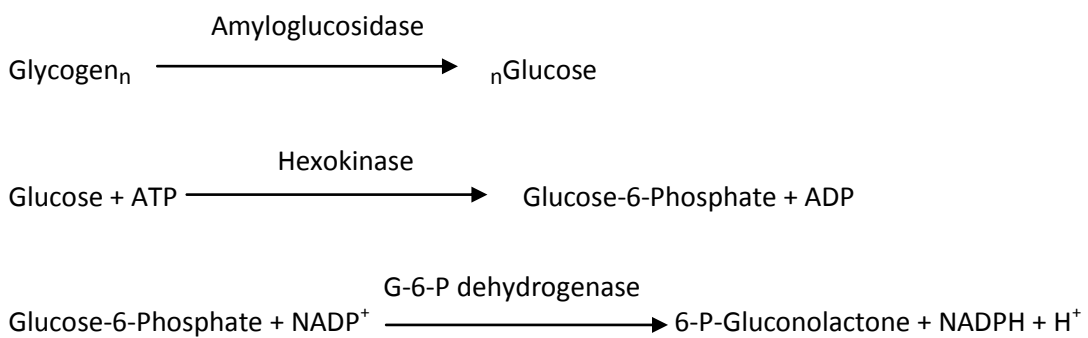 Amyloglucosidase
Glycogenₙ ₙGlucose
Hexokinase
Glucose + ATP Glucose-6-Phosphate + ADP
G-6-P dehydrogenase
Glucose-6-Phosphate + NADP⁺ 6-P-Gluconolactone + NADPH + H⁺